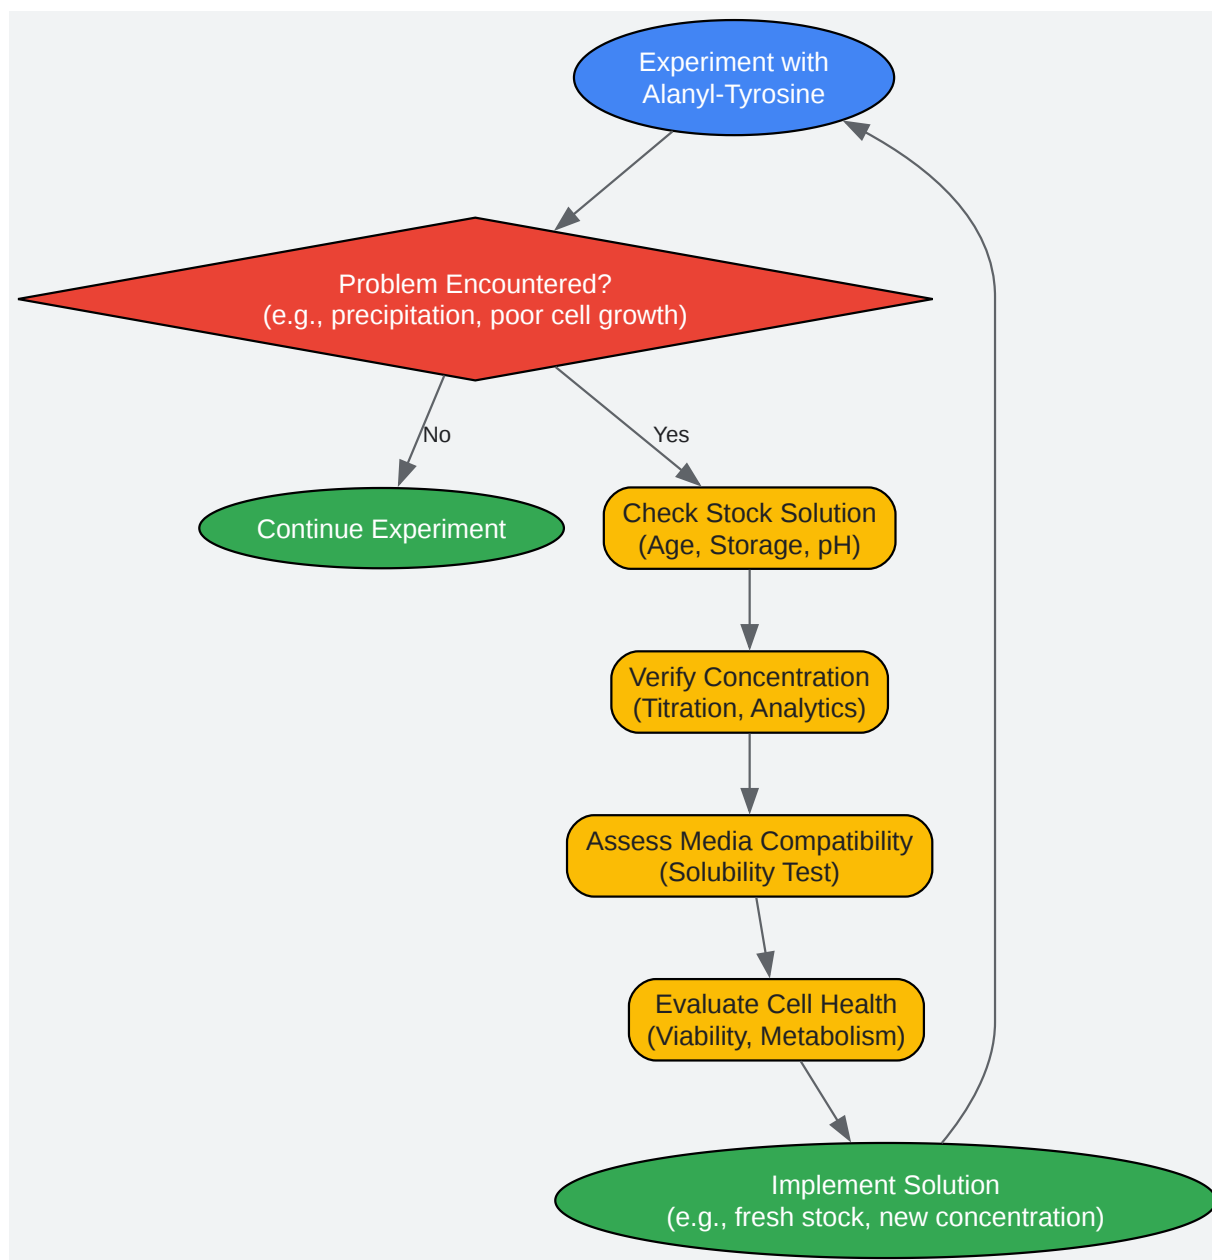 Experiment with
Alanyl-Tyrosine
Problem Encountered?
(e.g., precipitation, poor cell growth)
No
Yes
Continue Experiment
Check Stock Solution
(Age, Storage, pH)
Verify Concentration
(Titration, Analytics)
Assess Media Compatibility
(Solubility Test)
Evaluate Cell Health
(Viability, Metabolism)
Implement Solution
(e.g., fresh stock, new concentration)